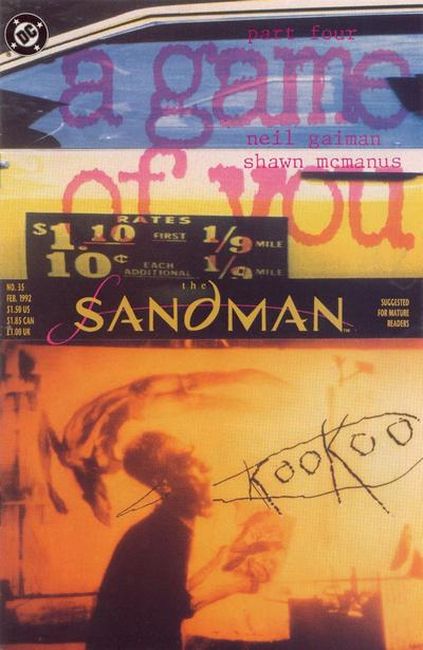 DC
part four
a game
neil gaiman
shawn mcmanus
of you
RATES
$1.10 FIRST 1/9 MILE
10¢ EACH ADDITIONAL 1/9 MILE
NO. 35
FEB. 1992
$1.50 US
$1.85 CAN
£1.00 UK
the
SANDMAN™
SUGGESTED
FOR MATURE
READERS
KooKoo